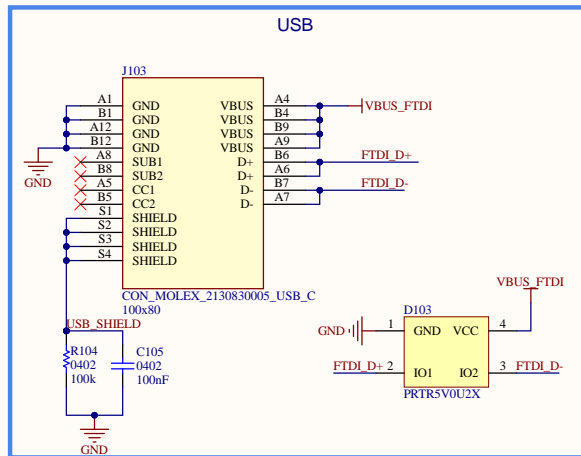 USB
J103
A1 GND VBUS A4 VBUS_FTDI
B1 GND VBUS B4
A12 GND VBUS B9
B12 GND VBUS A9
A8 SUB1 D+ B6 FTDI_D+
B8 SUB2 D+ A6
A5 CC1 D- B7 FTDI_D-
B5 CC2 D- A7
S1 SHIELD
S2 SHIELD
S3 SHIELD
S4 SHIELD
GND
CON_MOLEX_2130830005_USB_C
100x80
USB_SHIELD
R104
0402
100k
C105
0402
100nF
GND
VBUS_FTDI
D103
GND 1 GND VCC 4
FTDI_D+ 2 IO1 IO2 3 FTDI_D-
PRTR5V0U2X